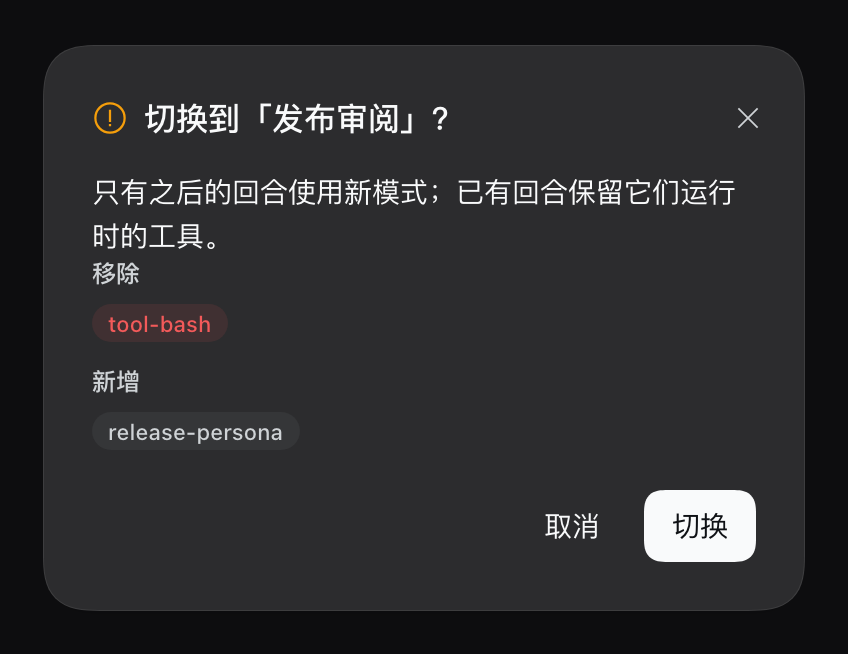 切换到「发布审阅」?
只有之后的回合使用新模式；已有回合保留它们运行
时的工具。
移除
tool-bash
新增
release-persona
取消 切换